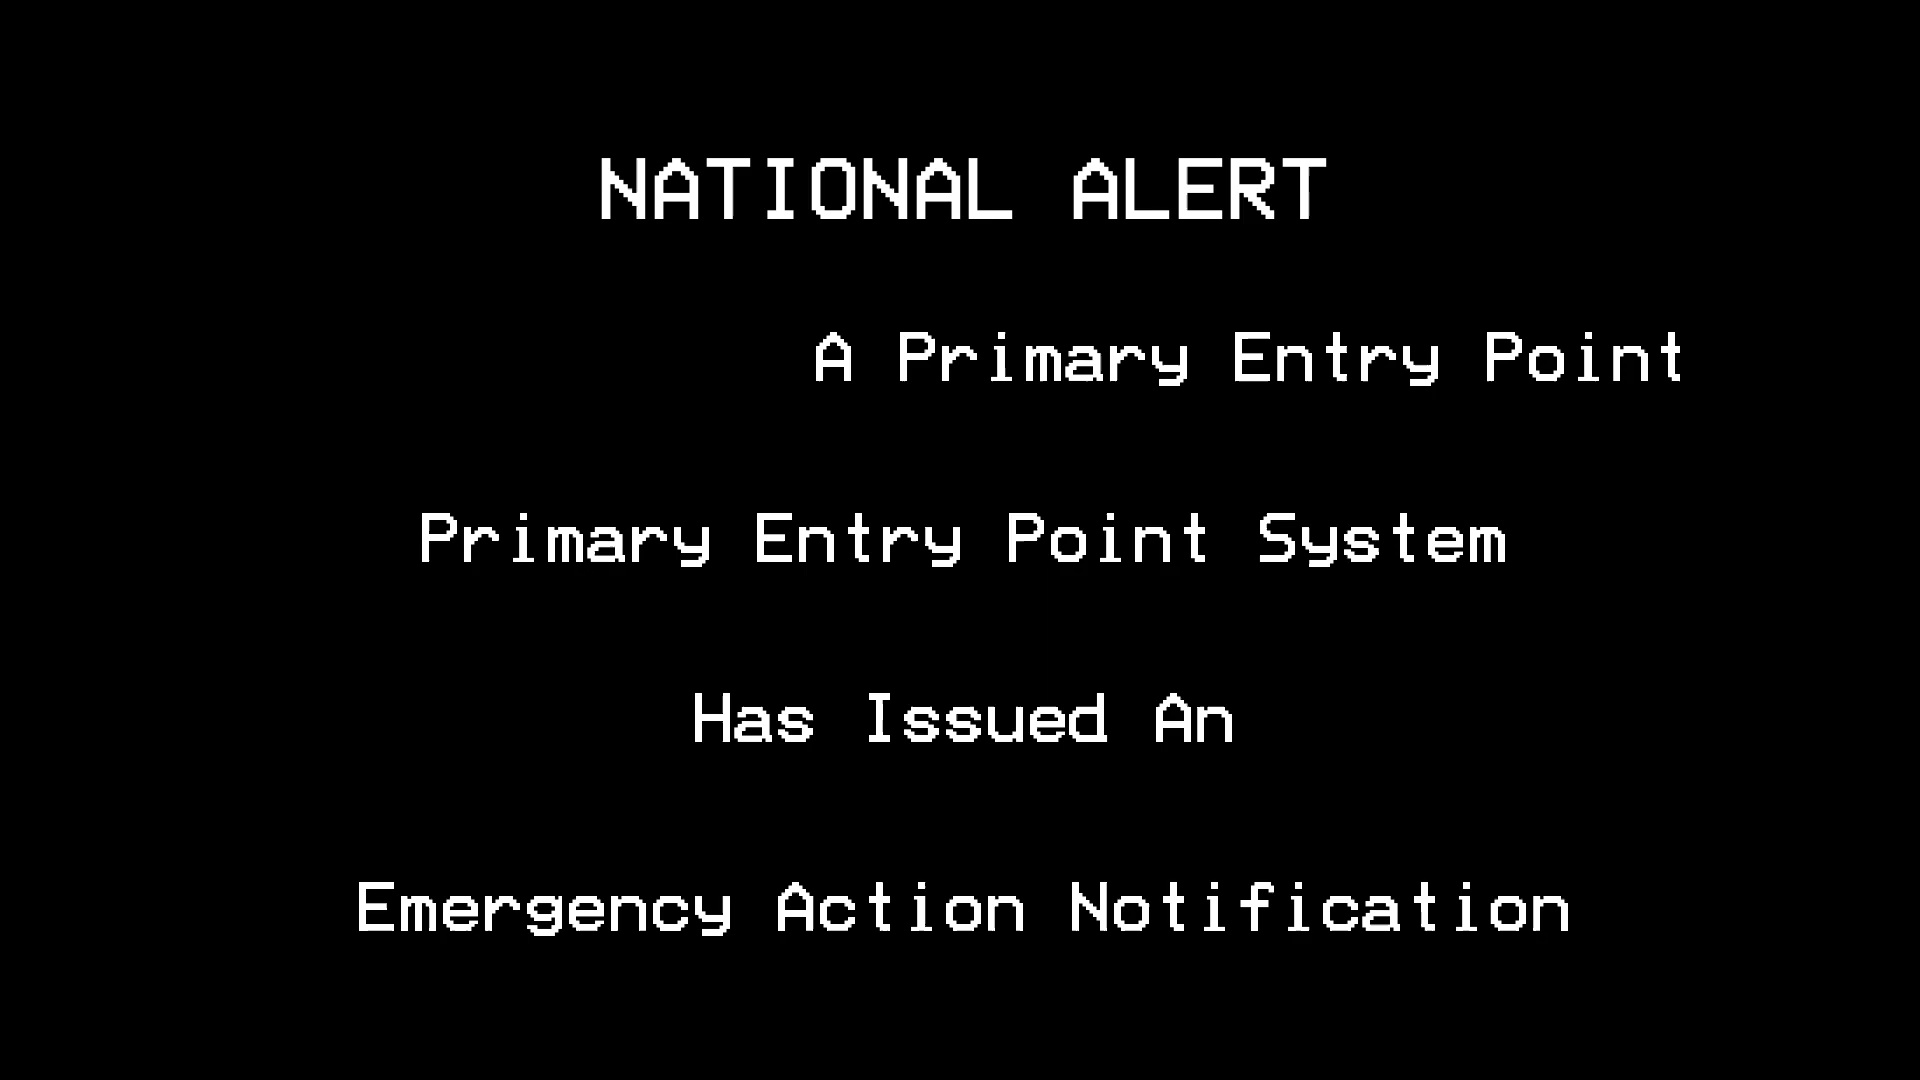 NATIONAL ALERT
A Primary Entry Point
Primary Entry Point System
Has Issued An
Emergency Action Notification